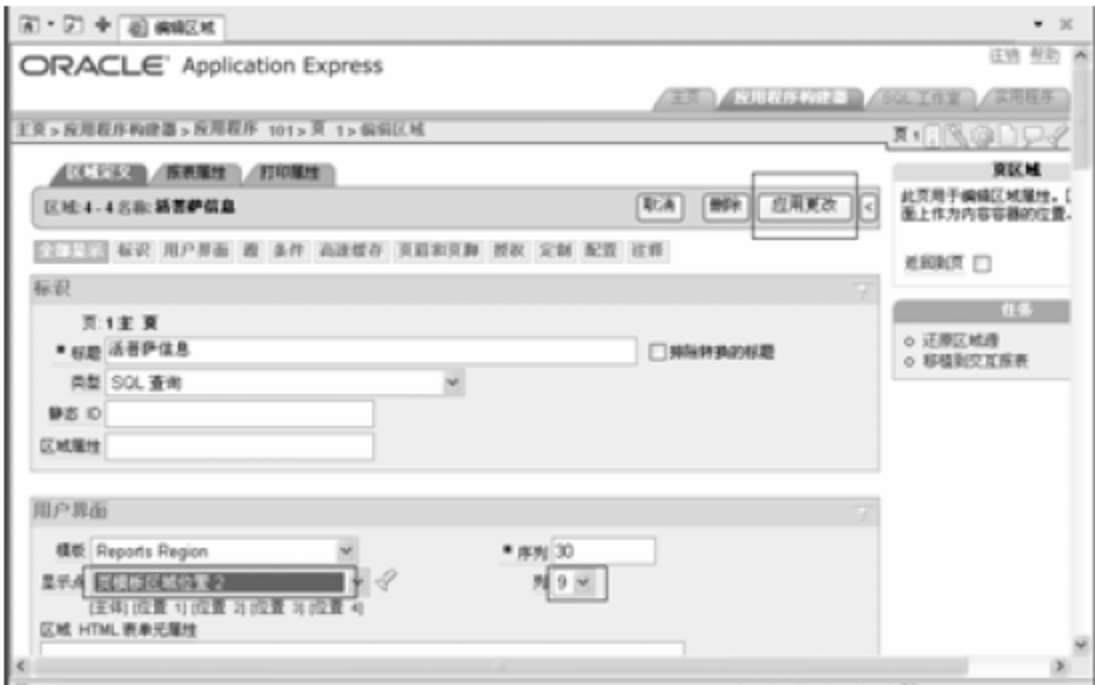 编辑区域
ORACLE Application Express
注销 帮助
主页 应用程序构建器 SQL 工作室 实用程序
主页 > 应用程序构建器 > 应用程序 101 > 页 1 > 编辑区域
页 1
区域定义 报表属性 打印属性
区域: 4 - 4 名称: 活菩萨信息
取消 删除 应用更改 <
全部显示 标识 用户界面 源 条件 高速缓存 页眉和页脚 授权 定制 配置 注释
标识
页: 1 主 页
* 标题 活菩萨信息
排除转换的标题
类型 SQL 查询
静态 ID
区域属性
用户界面
模板 Reports Region
* 序列 30
显示点 页模板区域位置 2
列 9
[主体] [位置 1] [位置 2] [位置 3] [位置 4]
区域 HTML 表单元属性
页区域
此页用于编辑区域属性。[
面上作为内容容器的位置。
返回到页
任务
还原区域源
移植到交互报表